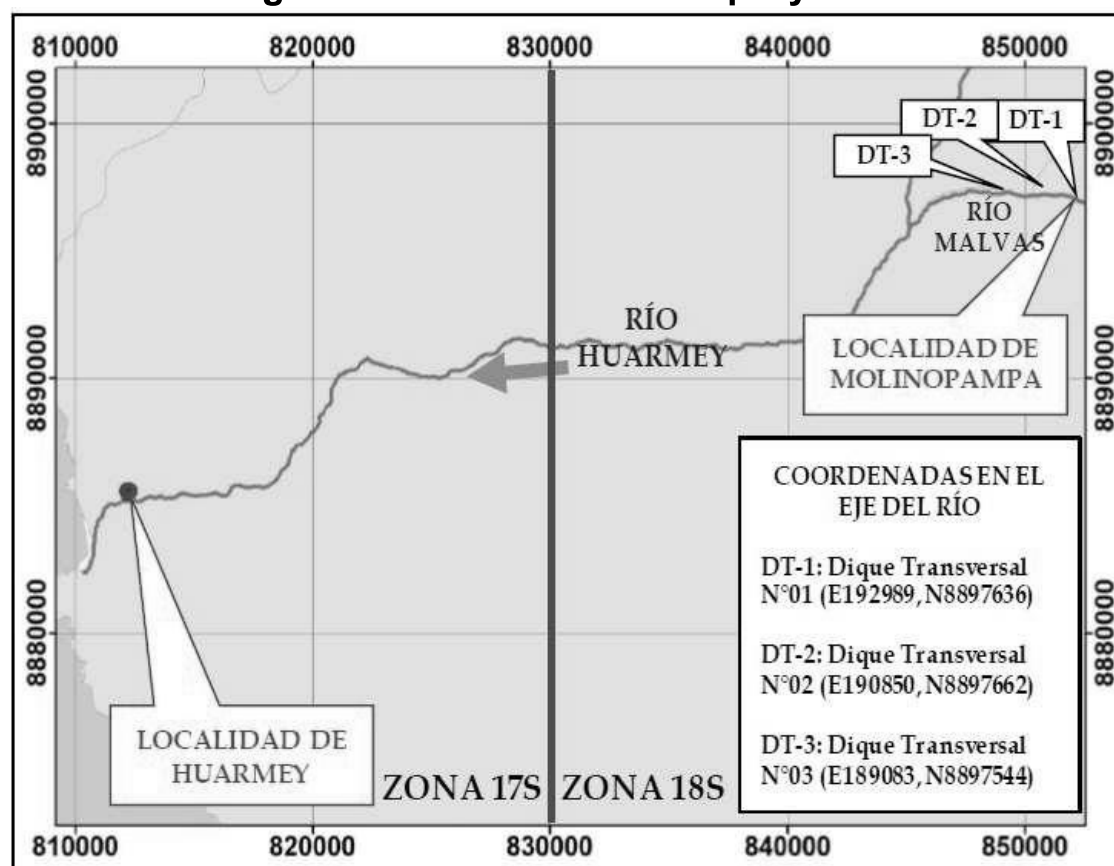 810000 820000 830000 840000 850000
8900000
8900000
DT-2 DT-1
DT-3
RÍO
MALVAS
RÍO
HUARMEY
LOCALIDAD DE
MOLINOPAMPA
8890000
8890000
COORDENADAS EN EL
EJE DEL RÍO
DT-1: Dique Transversal
N°01 (E192989, N8897636)
DT-2: Dique Transversal
N°02 (E190850, N8897662)
DT-3: Dique Transversal
N°03 (E189083, N8897544)
8880000
8880000
LOCALIDAD DE
HUARMEY
ZONA 17S ZONA 18S
810000 820000 830000 840000 850000